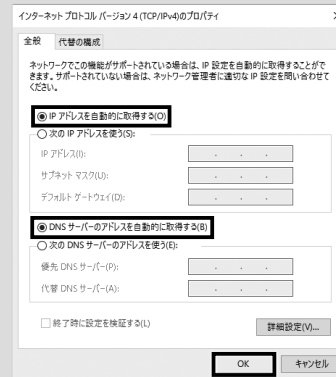 インターネット プロトコル バージョン 4 (TCP/IPv4)のプロパティ
全般
代替の構成
ネットワークでこの機能がサポートされている場合は、IP 設定を自動的に取得することがで
きます。サポートされていない場合は、ネットワーク管理者に適切な IP 設定を問い合わせて
ください。
IP アドレスを自動的に取得する(O)
次の IP アドレスを使う(S):
IP アドレス(I):
サブネット マスク(U):
デフォルト ゲートウェイ(D):
DNS サーバーのアドレスを自動的に取得する(B)
次の DNS サーバーのアドレスを使う(E):
優先 DNS サーバー(P):
代替 DNS サーバー(A):
終了時に設定を検証する(L)
詳細設定(V)...
OK
キャンセル